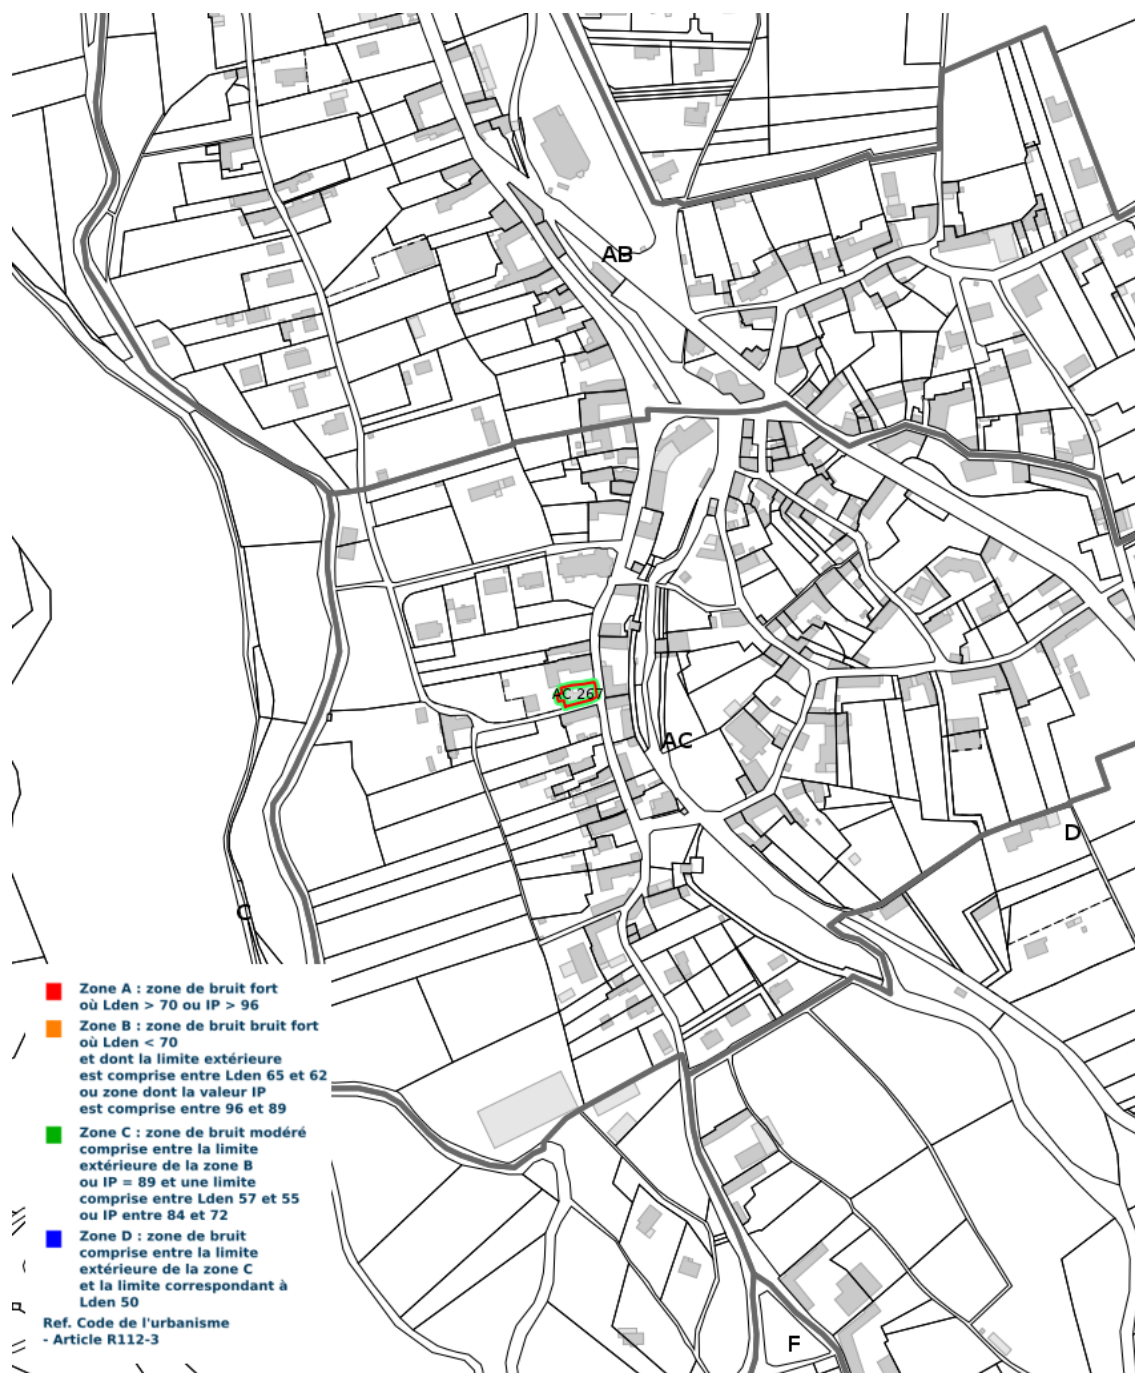 AB
AC 267
AC
D
C
Zone A : zone de bruit fort
où Lden > 70 ou IP > 96
Zone B : zone de bruit bruit fort
où Lden < 70
et dont la limite extérieure
est comprise entre Lden 65 et 62
ou zone dont la valeur IP
est comprise entre 96 et 89
Zone C : zone de bruit modéré
comprise entre la limite
extérieure de la zone B
ou IP = 89 et une limite
comprise entre Lden 57 et 55
ou IP entre 84 et 72
Zone D : zone de bruit
comprise entre la limite
extérieure de la zone C
et la limite correspondant à
Lden 50
Ref. Code de l'urbanisme
- Article R112-3
F